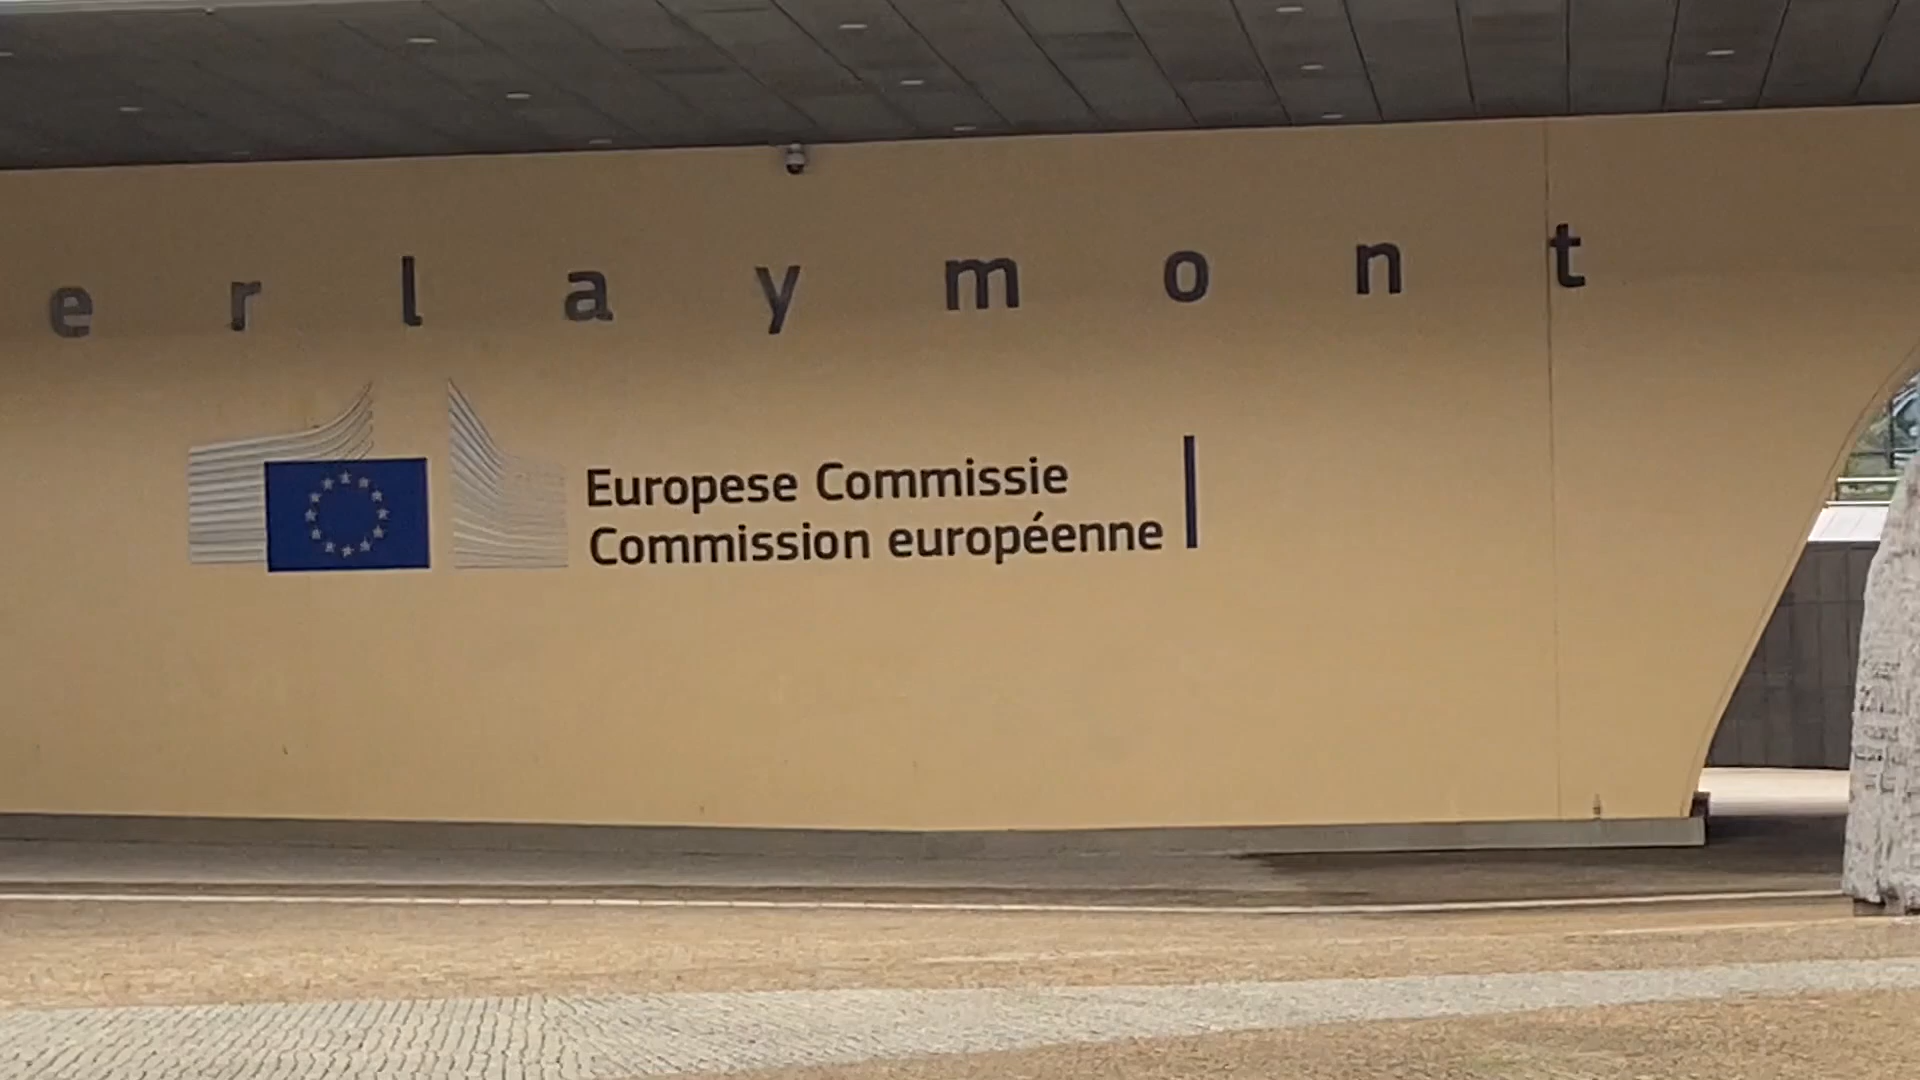 erlaymont
Europese Commissie
Commission européenne